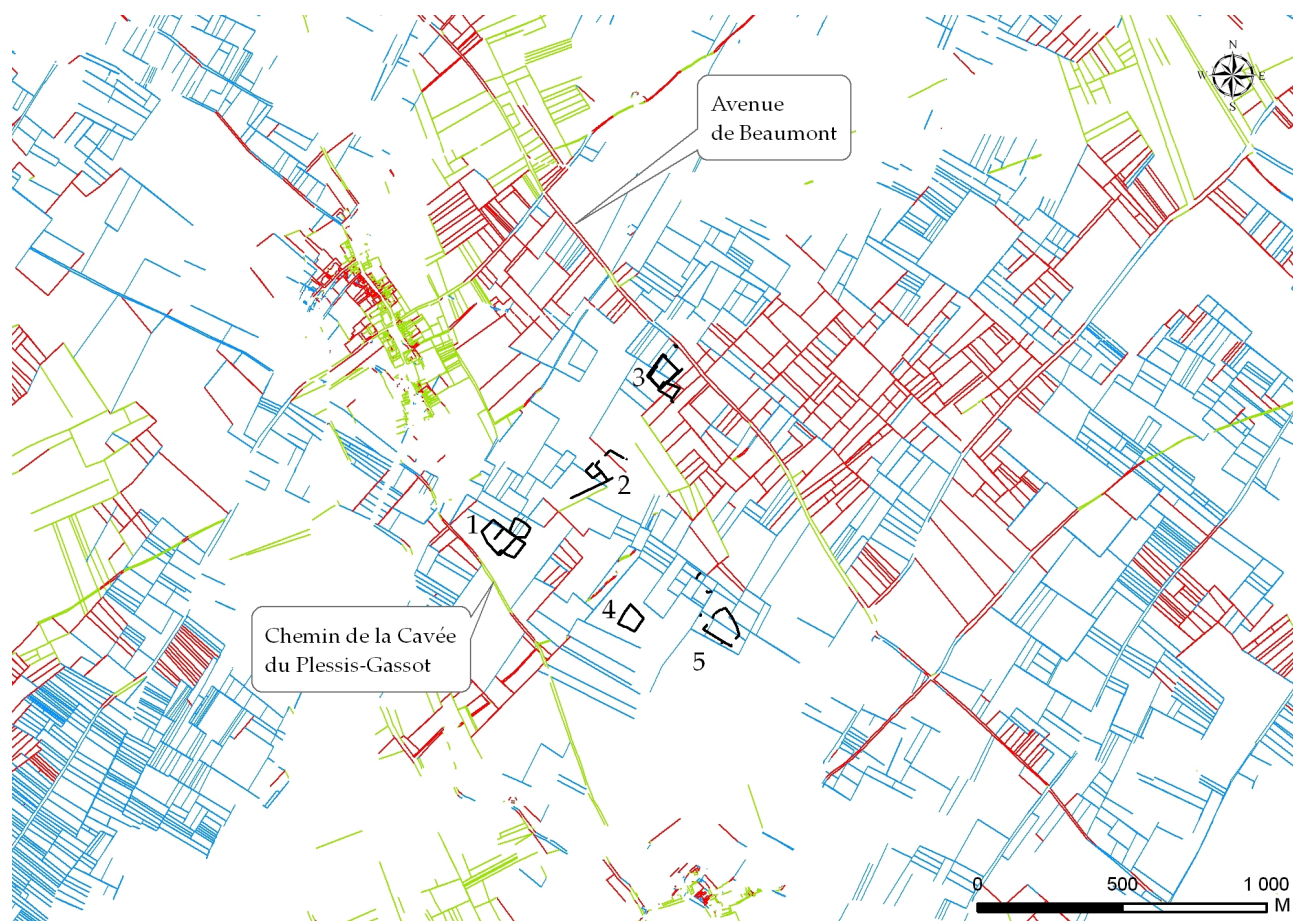 N
W E
S
Avenue
de Beaumont
3
2
1
4
5
Chemin de la Cavée
du Plessis-Gassot
0 500 1 000
M